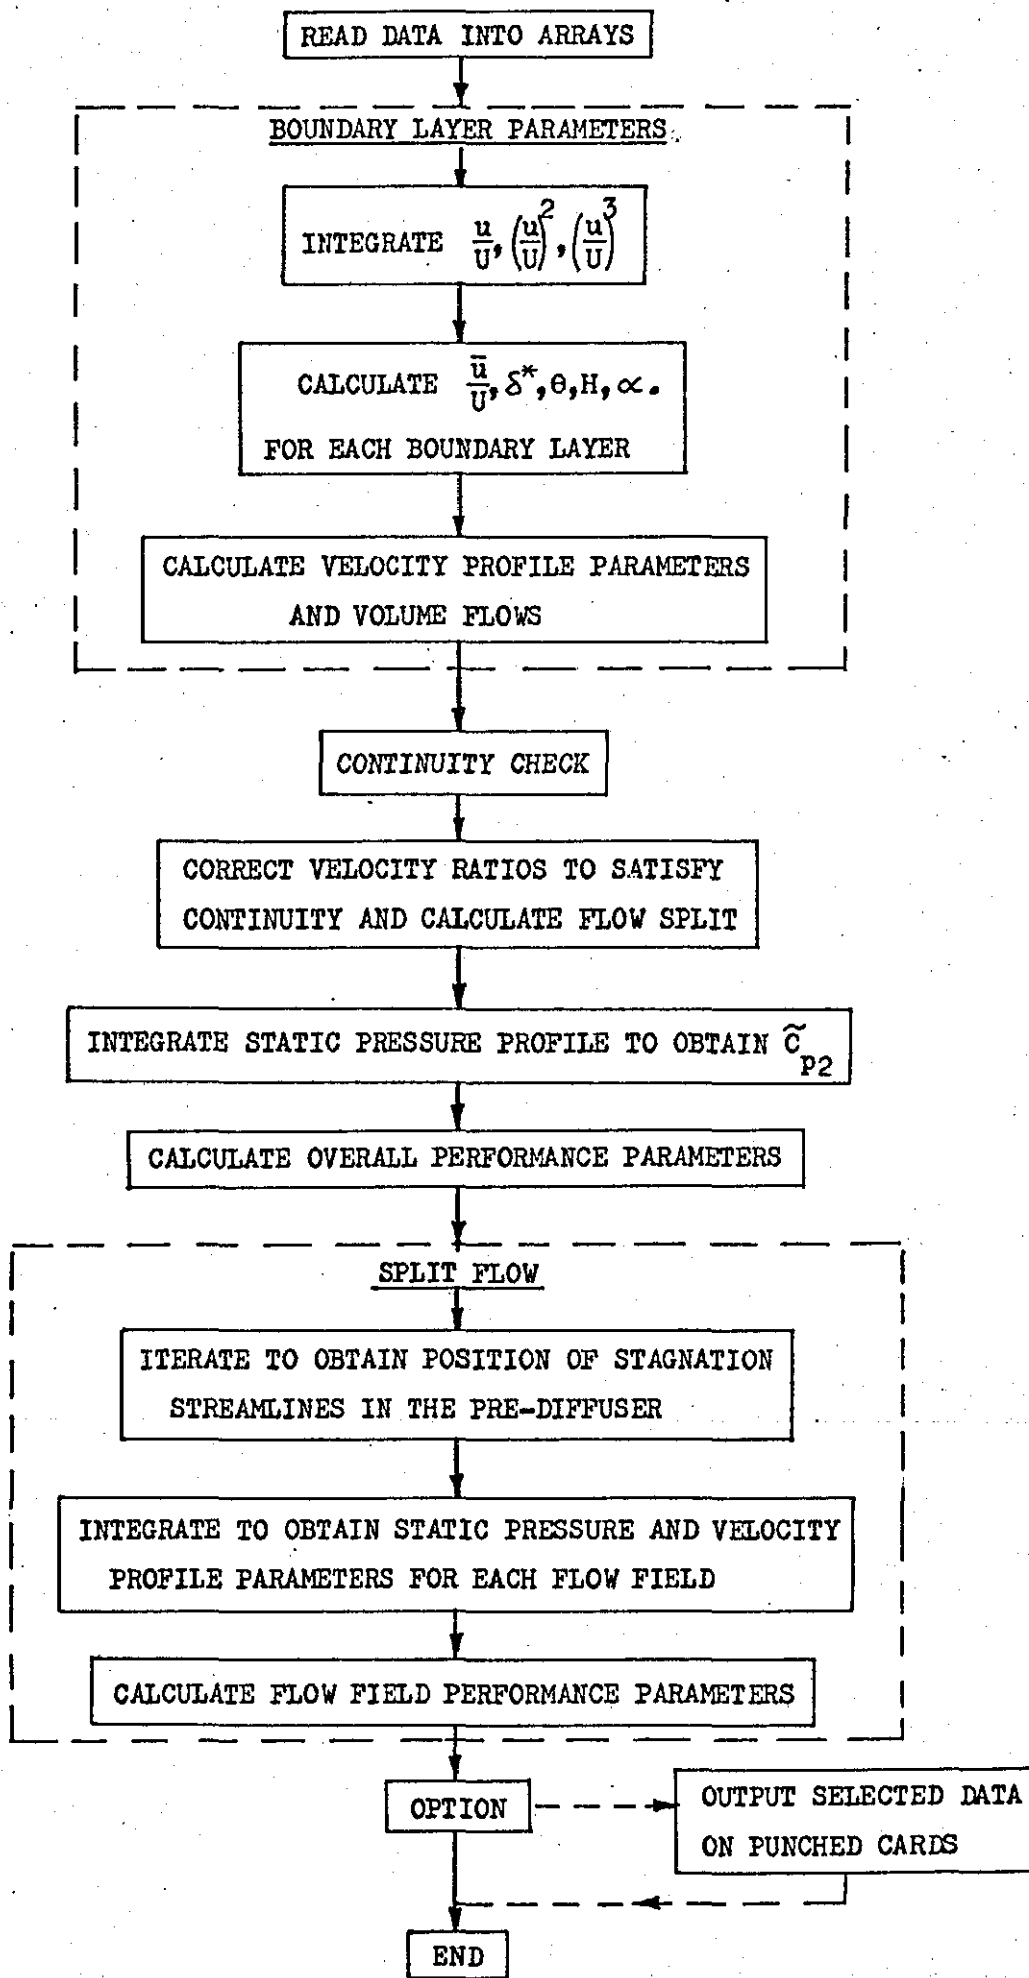 READ DATA INTO ARRAYS
BOUNDARY LAYER PARAMETERS
INTEGRATE u/U, (u/U)^2, (u/U)^3
CALCULATE ū/U, δ*, θ, H, α.
FOR EACH BOUNDARY LAYER
CALCULATE VELOCITY PROFILE PARAMETERS
AND VOLUME FLOWS
CONTINUITY CHECK
CORRECT VELOCITY RATIOS TO SATISFY
CONTINUITY AND CALCULATE FLOW SPLIT
INTEGRATE STATIC PRESSURE PROFILE TO OBTAIN C̃p2
CALCULATE OVERALL PERFORMANCE PARAMETERS
SPLIT FLOW
ITERATE TO OBTAIN POSITION OF STAGNATION
STREAMLINES IN THE PRE-DIFFUSER
INTEGRATE TO OBTAIN STATIC PRESSURE AND VELOCITY
PROFILE PARAMETERS FOR EACH FLOW FIELD
CALCULATE FLOW FIELD PERFORMANCE PARAMETERS
OPTION
OUTPUT SELECTED DATA
ON PUNCHED CARDS
END